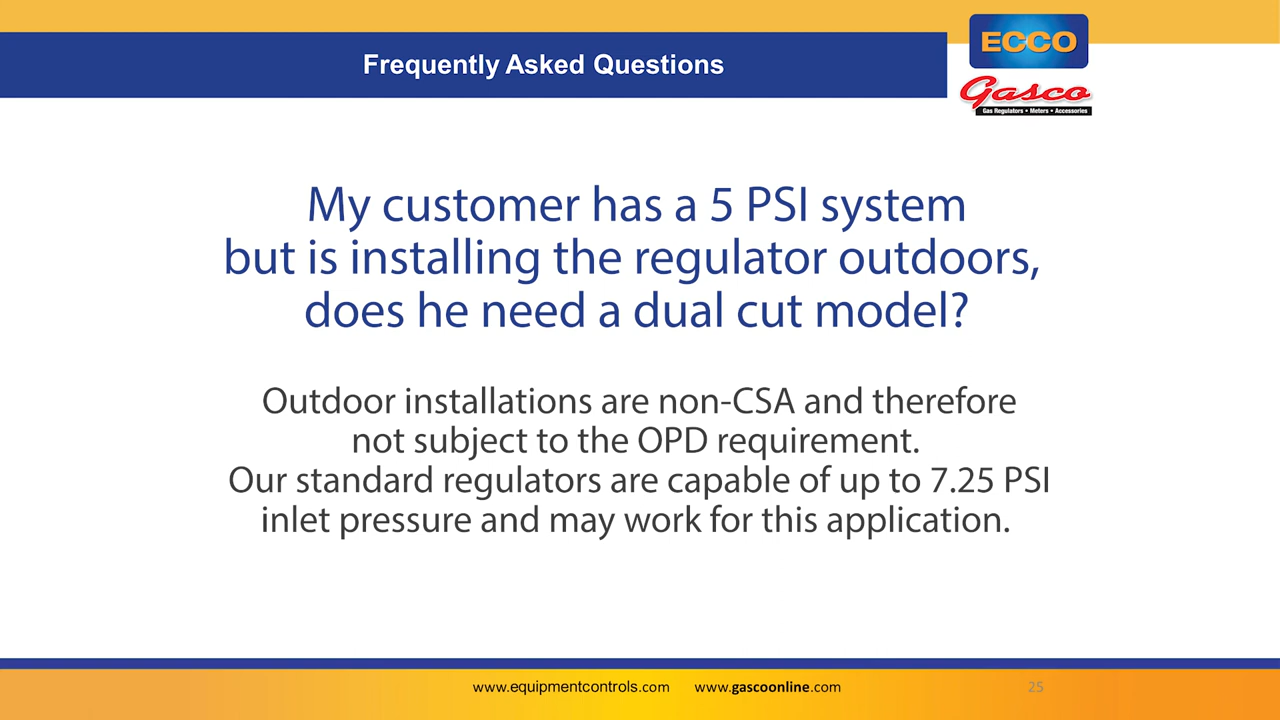 Frequently Asked Questions
ECCO
Gasco
Gas Regulators • Meters • Accessories
My customer has a 5 PSI system
but is installing the regulator outdoors,
does he need a dual cut model?
Outdoor installations are non-CSA and therefore
not subject to the OPD requirement.
Our standard regulators are capable of up to 7.25 PSI
inlet pressure and may work for this application.
www.equipmentcontrols.com www.gascoonline.com 25